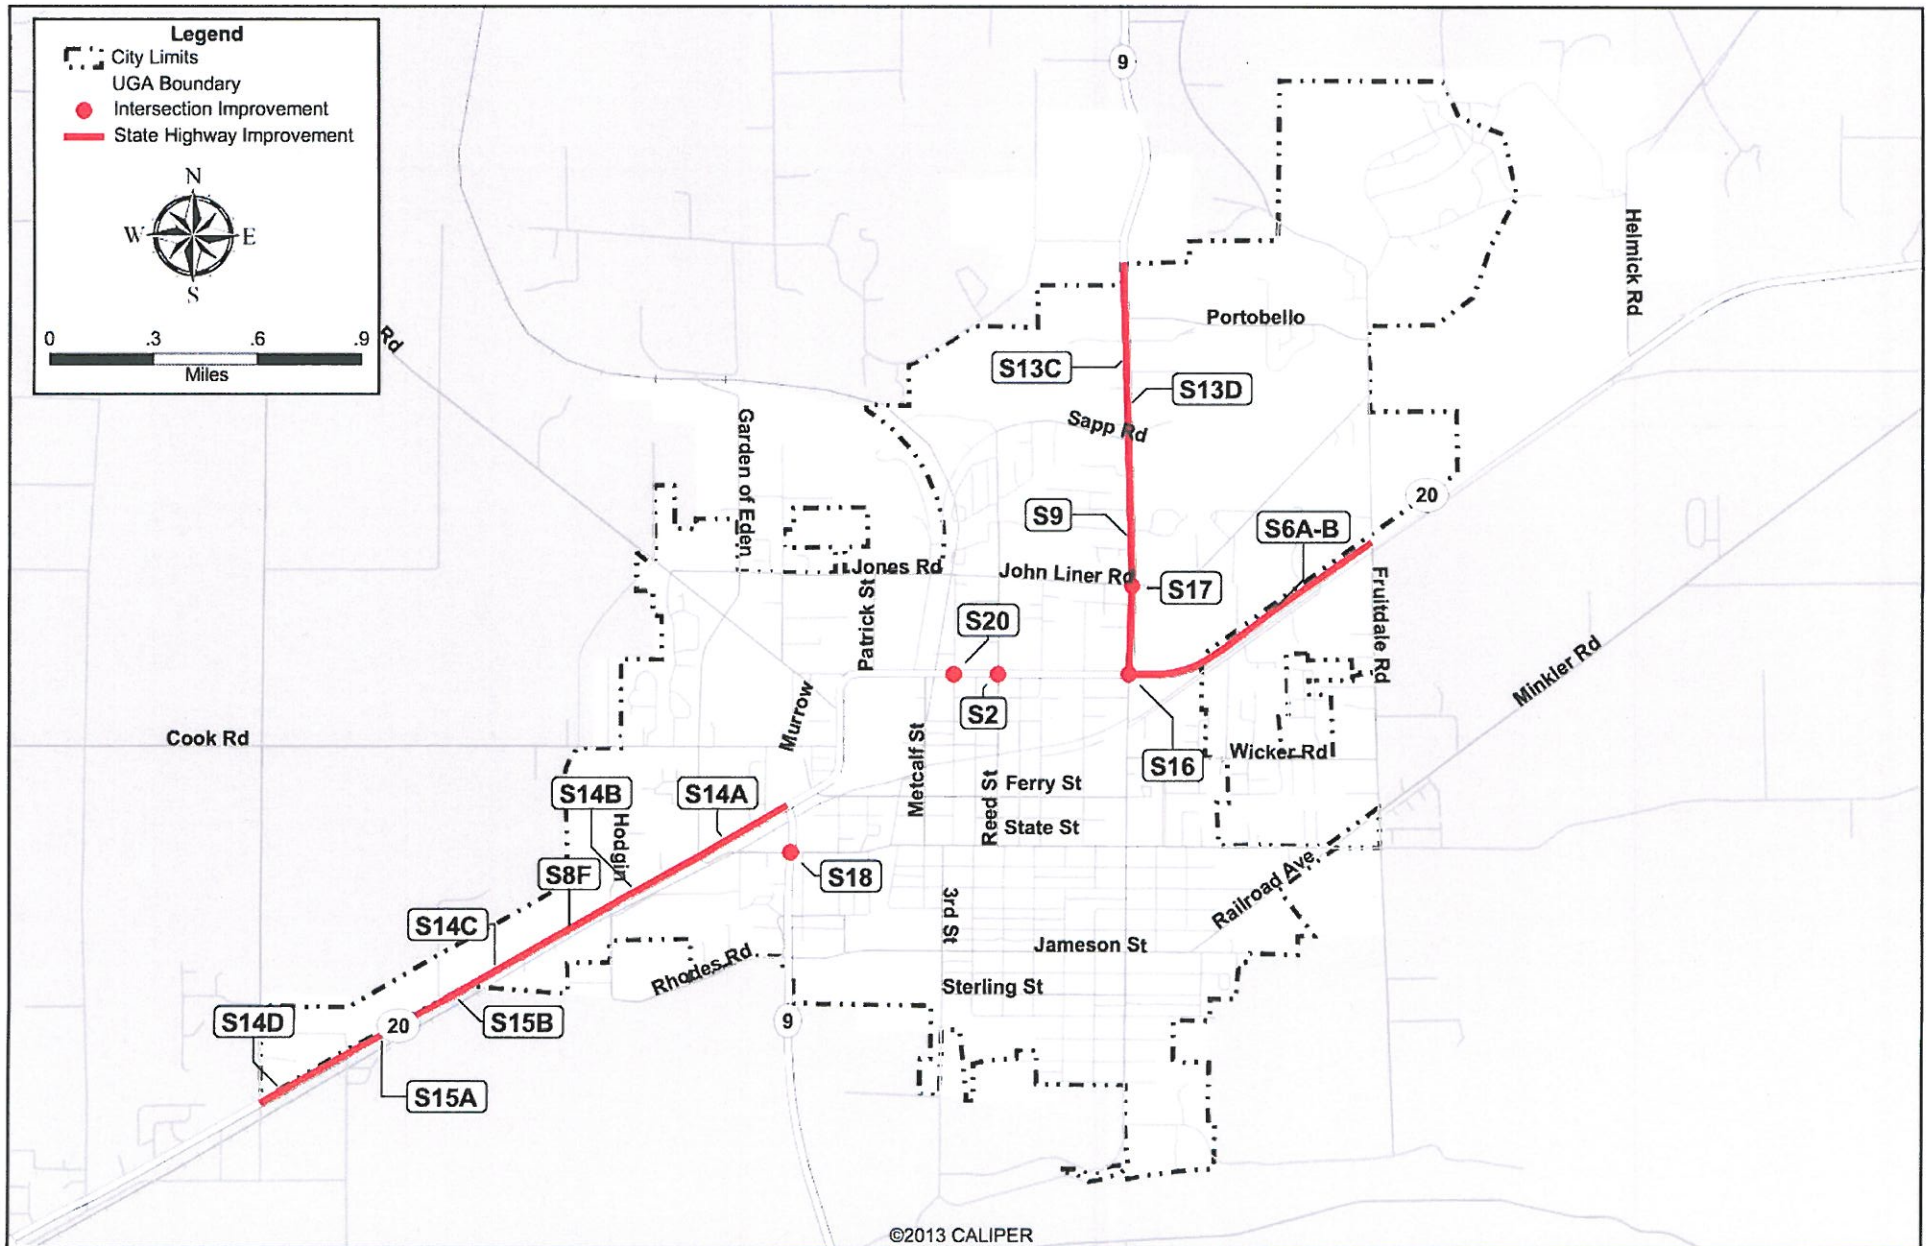 Legend
City Limits
UGA Boundary
Intersection Improvement
State Highway Improvement
N
W
E
S
0 .3 .6 .9
Miles
9
Rd
Helmick Rd
Portobello
S13C
S13D
Sapp Rd
Garden of Eden
20
S9
S6A-B
Jones Rd
John Liner Rd
S17
Patrick St
S20
Fruitdale Rd
Minkler Rd
S2
Murrow
Cook Rd
Metcalf St
S16
Wicker Rd
S14B
S14A
Reed St
Ferry St
State St
Hodgin
S8F
S18
Railroad Ave
S14C
3rd St
Jameson St
Rhodes Rd
Sterling St
S14D
20
S15B
9
S15A
©2013 CALIPER